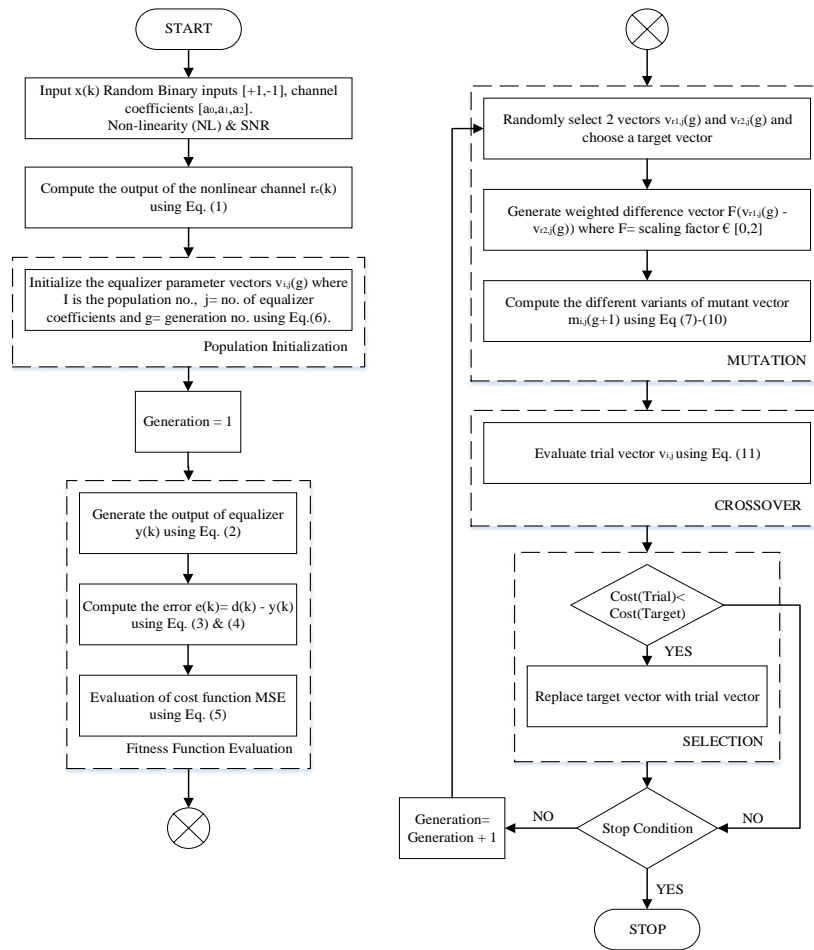 START
Input x(k) Random Binary inputs [+1,-1], channel
coefficients [a₀,a₁,a₂].
Non-linearity (NL) & SNR
Compute the output of the nonlinear channel rₑ(k)
using Eq. (1)
Initialize the equalizer parameter vectors vᵢ,ⱼ(g) where
I is the population no., j= no. of equalizer
coefficients and g= generation no. using Eq.(6).
Population Initialization
Generation = 1
Generate the output of equalizer
y(k) using Eq. (2)
Compute the error e(k)= d(k) - y(k)
using Eq. (3) & (4)
Evaluation of cost function MSE
using Eq. (5)
Fitness Function Evaluation
Randomly select 2 vectors vᵣ₁,ⱼ(g) and vᵣ₂,ⱼ(g) and
choose a target vector
Generate weighted difference vector F(vᵣ₁,ⱼ(g) -
vᵣ₂,ⱼ(g)) where F= scaling factor € [0,2]
Compute the different variants of mutant vector
mᵢ,ⱼ(g+1) using Eq (7)-(10)
MUTATION
Evaluate trial vector vᵢ,ⱼ using Eq. (11)
CROSSOVER
Cost(Trial)<
Cost(Target)
YES
Replace target vector with trial vector
SELECTION
Stop Condition
NO
NO
Generation=
Generation + 1
YES
STOP